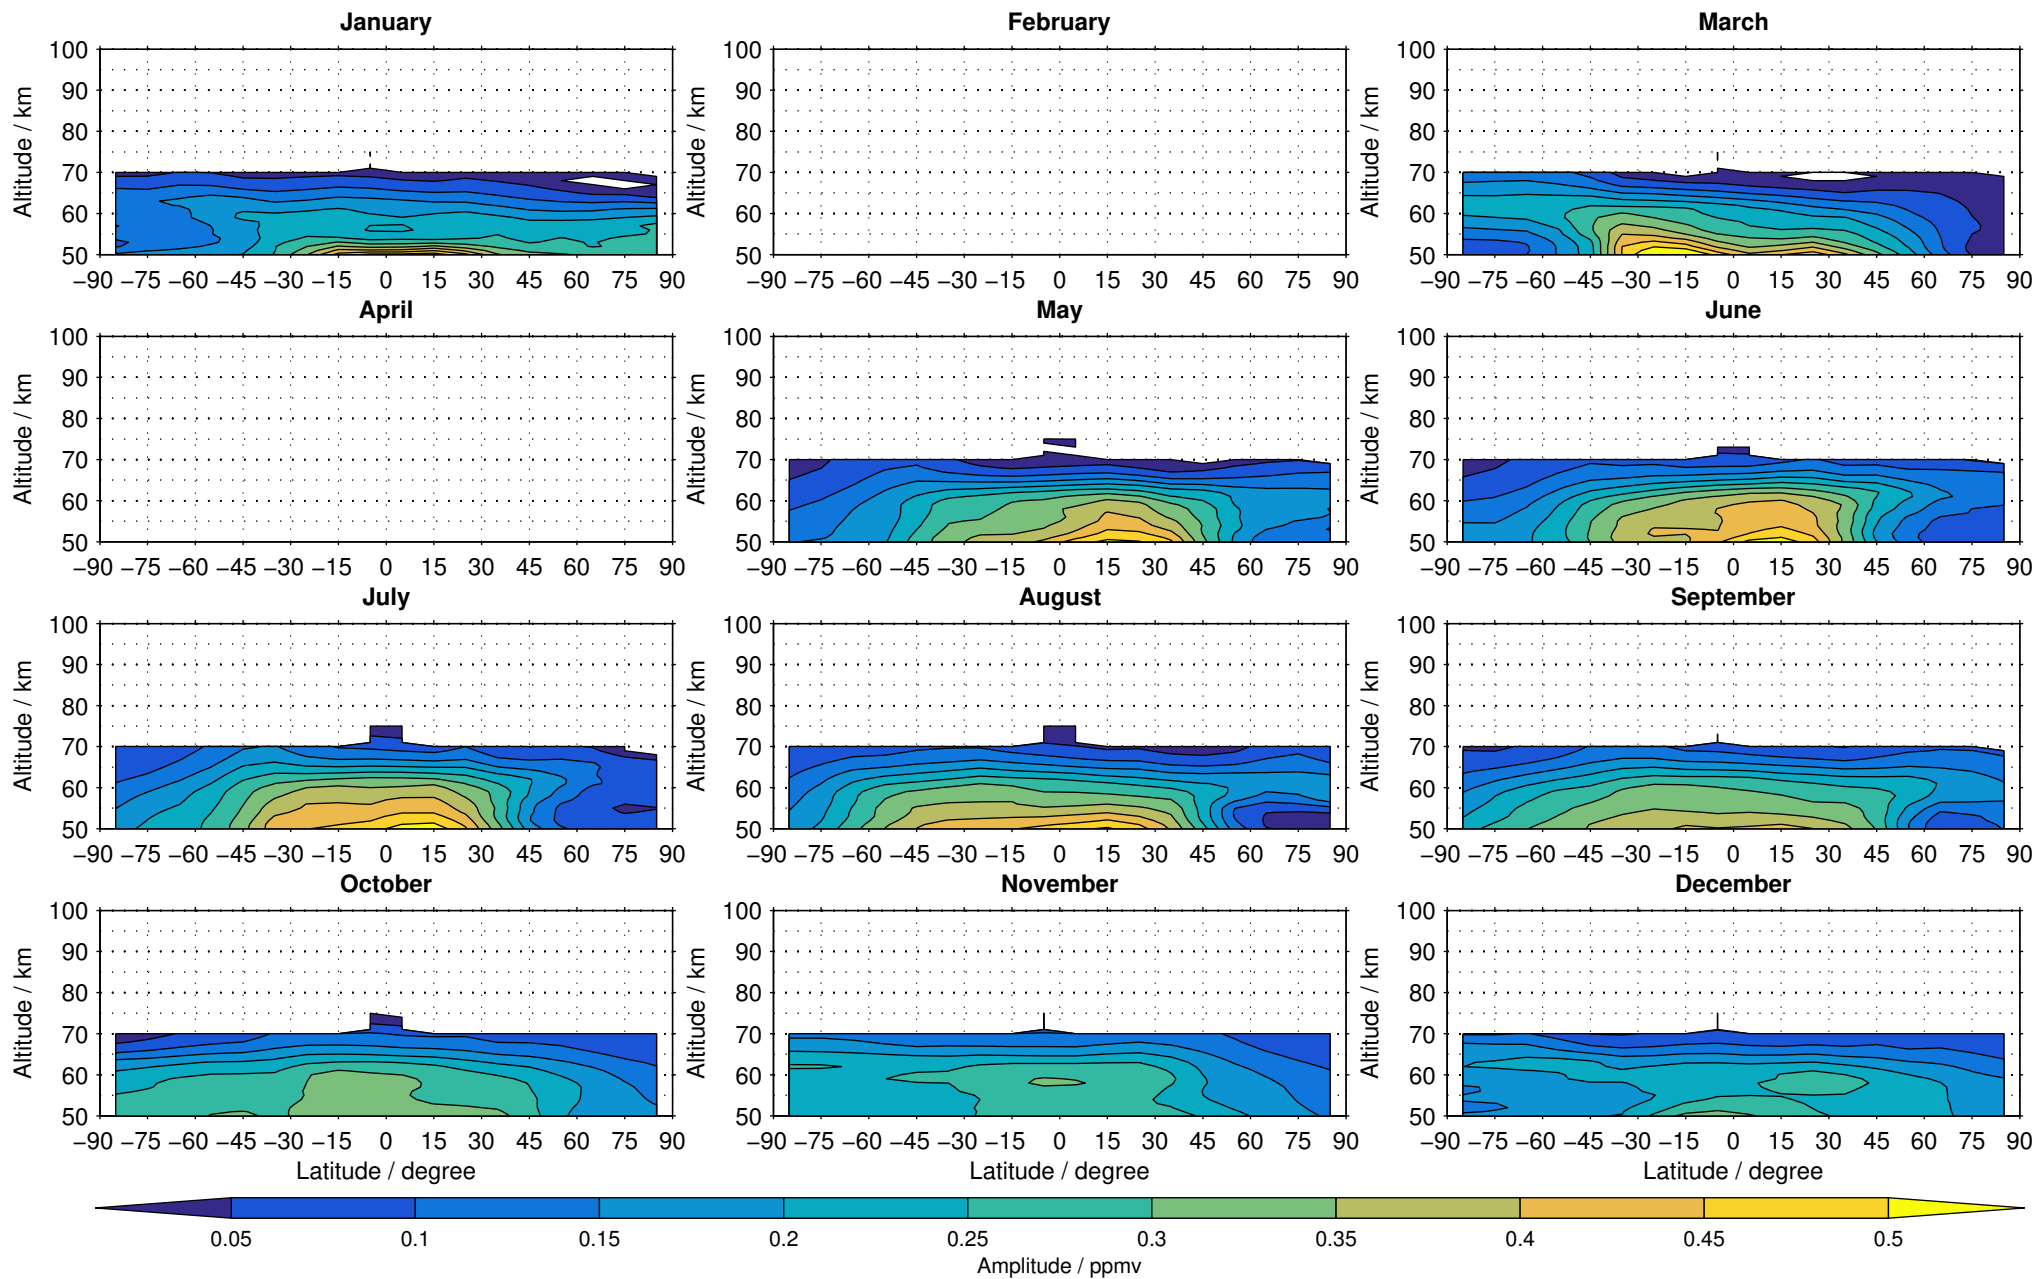 January February March
100 100 100
90 90 90
80 80 80
70 70 70
60 60 60
50 50 50
Altitude / km Altitude / km Altitude / km
−90 −75 −60 −45 −30 −15 0 15 30 45 60 75 90 −90 −75 −60 −45 −30 −15 0 15 30 45 60 75 90 −90 −75 −60 −45 −30 −15 0 15 30 45 60 75 90
April May June
100 100 100
90 90 90
80 80 80
70 70 70
60 60 60
50 50 50
Altitude / km Altitude / km Altitude / km
−90 −75 −60 −45 −30 −15 0 15 30 45 60 75 90 −90 −75 −60 −45 −30 −15 0 15 30 45 60 75 90 −90 −75 −60 −45 −30 −15 0 15 30 45 60 75 90
July August September
100 100 100
90 90 90
80 80 80
70 70 70
60 60 60
50 50 50
Altitude / km Altitude / km Altitude / km
−90 −75 −60 −45 −30 −15 0 15 30 45 60 75 90 −90 −75 −60 −45 −30 −15 0 15 30 45 60 75 90 −90 −75 −60 −45 −30 −15 0 15 30 45 60 75 90
October November December
100 100 100
90 90 90
80 80 80
70 70 70
60 60 60
50 50 50
Altitude / km Altitude / km Altitude / km
−90 −75 −60 −45 −30 −15 0 15 30 45 60 75 90 −90 −75 −60 −45 −30 −15 0 15 30 45 60 75 90 −90 −75 −60 −45 −30 −15 0 15 30 45 60 75 90
Latitude / degree Latitude / degree Latitude / degree
0.05 0.1 0.15 0.2 0.25 0.3 0.35 0.4 0.45 0.5
Amplitude / ppmv